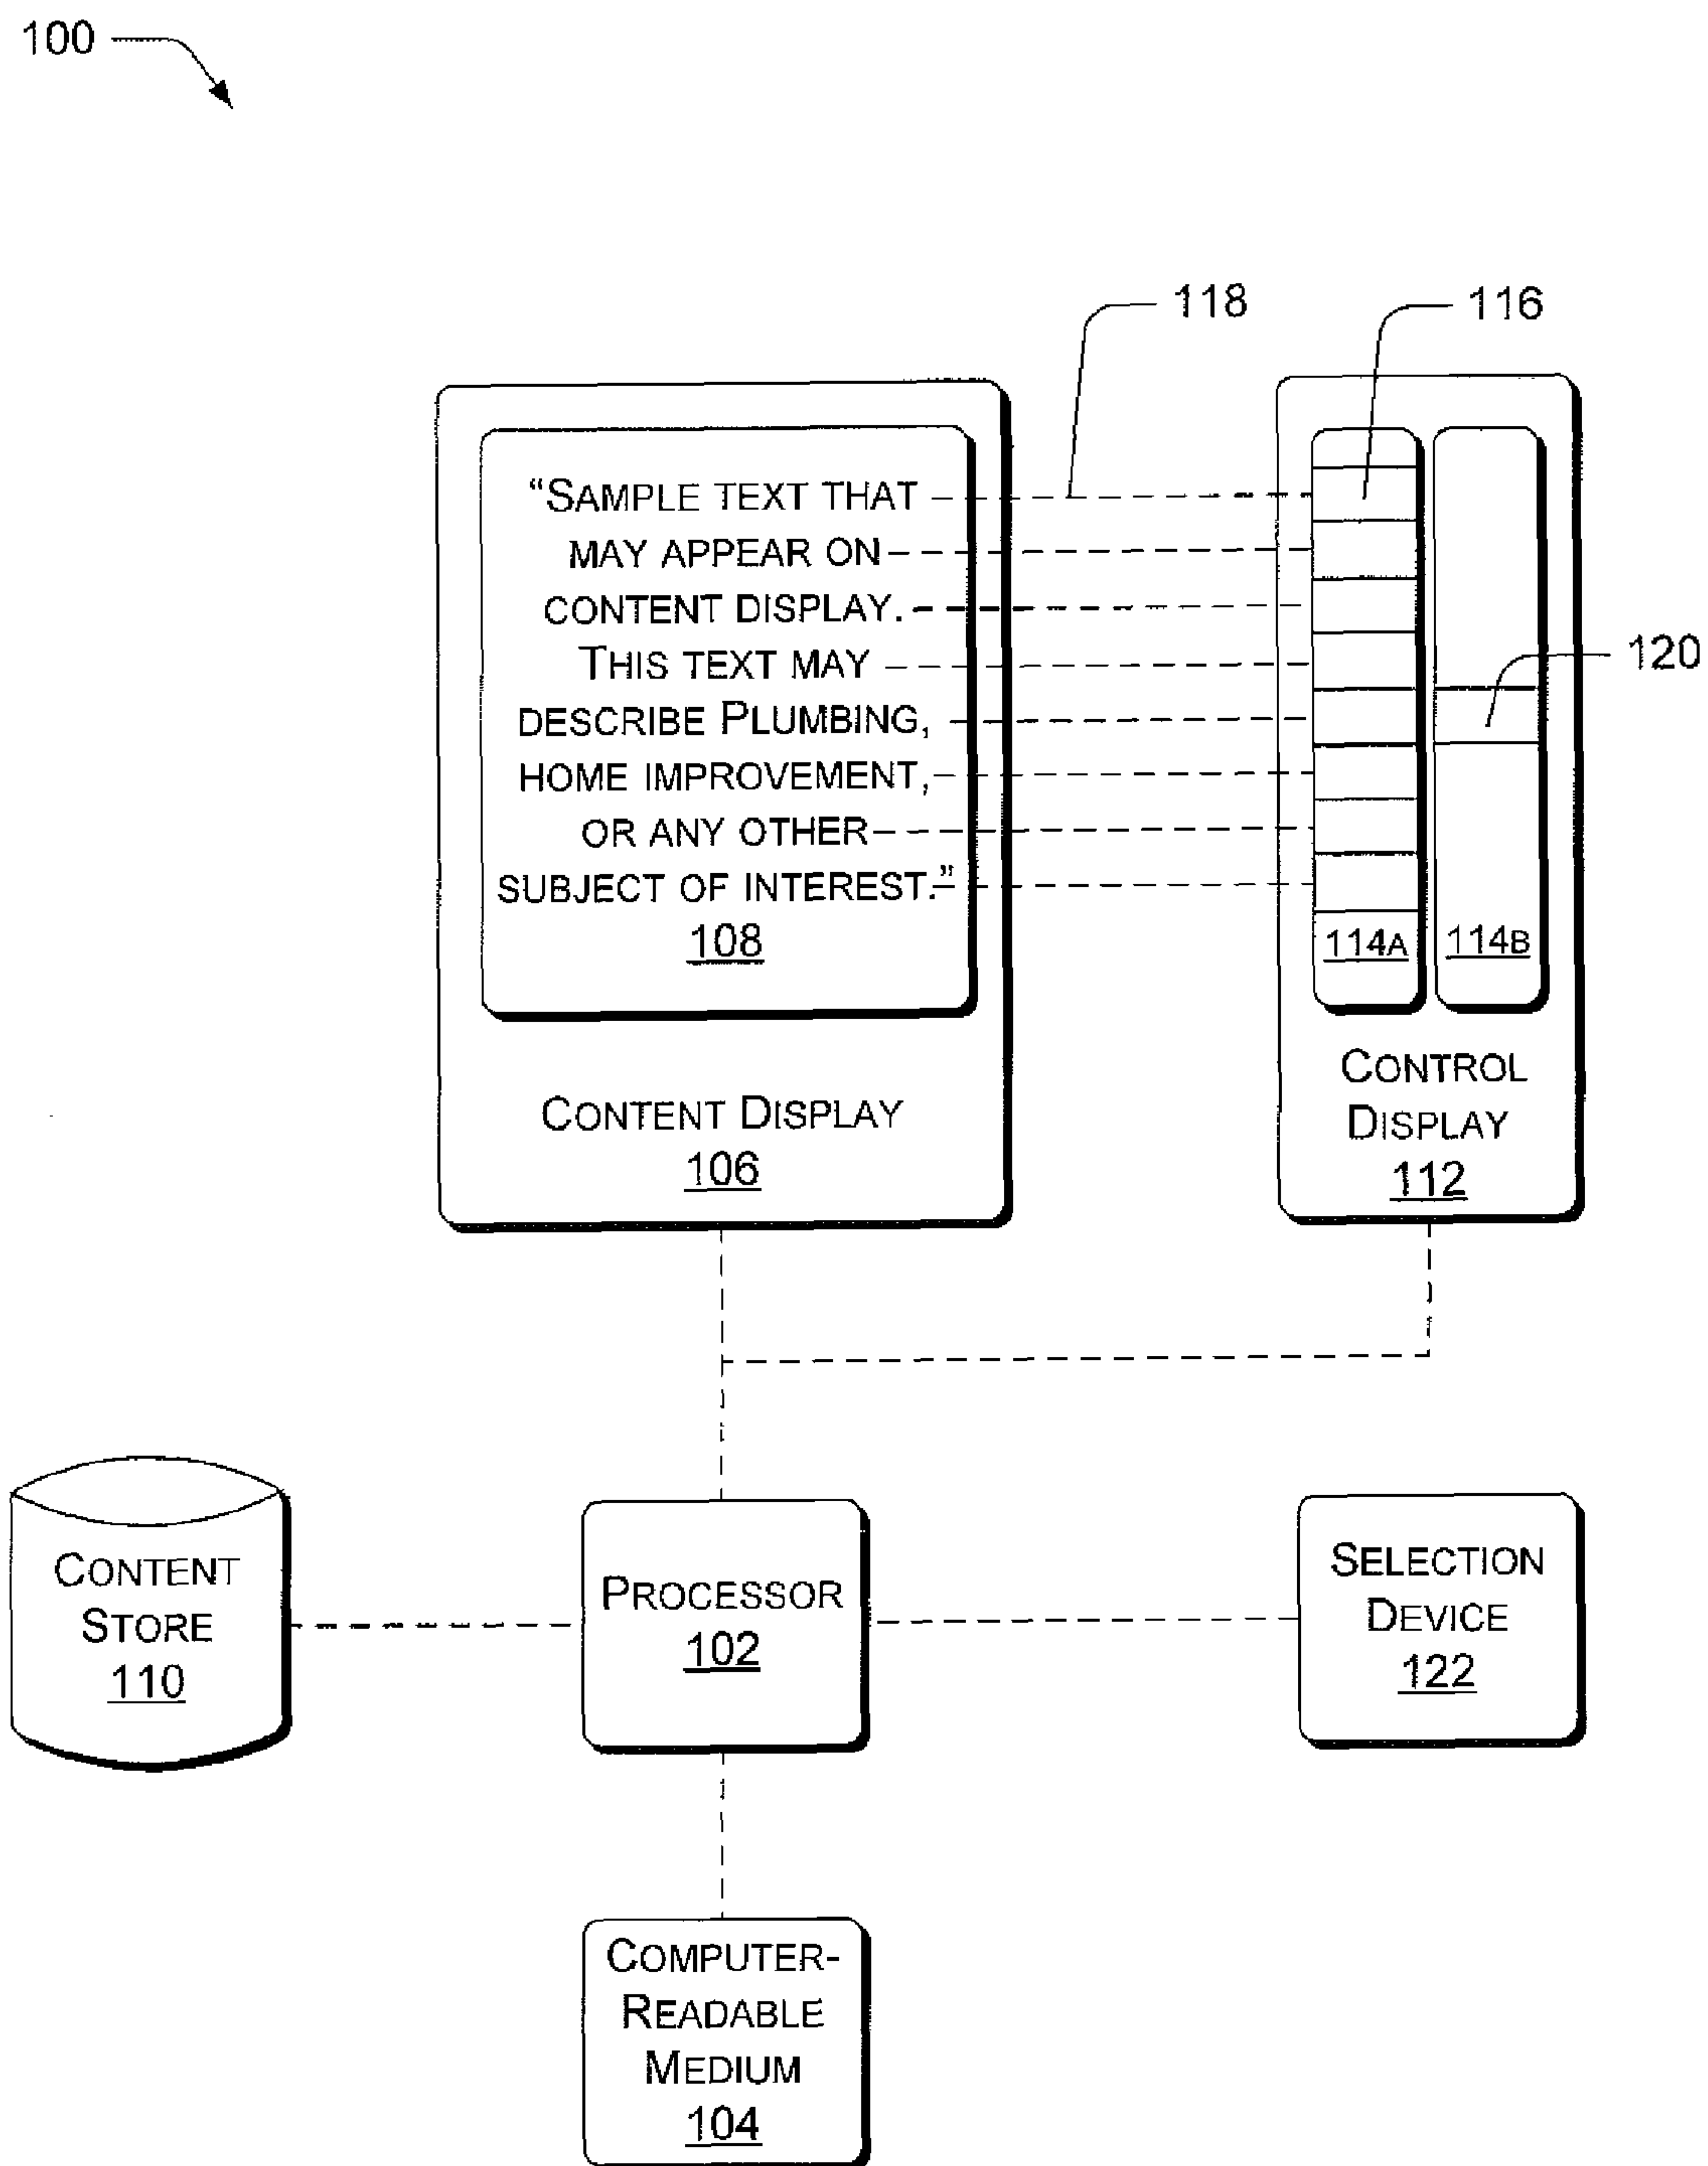 100
118
116
“SAMPLE TEXT THAT
MAY APPEAR ON
CONTENT DISPLAY.
THIS TEXT MAY
DESCRIBE PLUMBING,
HOME IMPROVEMENT,
OR ANY OTHER
SUBJECT OF INTEREST.”
108
114A
114B
120
CONTENT DISPLAY
106
CONTROL
DISPLAY
112
CONTENT
STORE
110
PROCESSOR
102
SELECTION
DEVICE
122
COMPUTER-
READABLE
MEDIUM
104